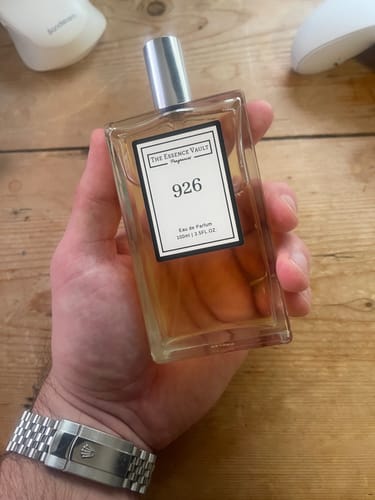 THE ESSENCE VAULT
Fragrances
926
Eau de Parfum
100ml | 3.5FL.OZ